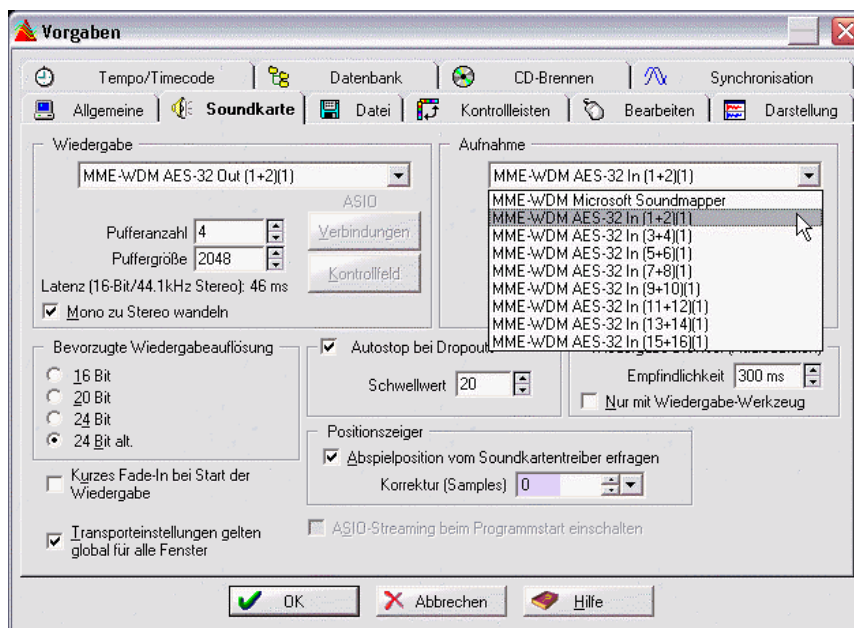 Vorgaben
Tempo/Timecode
Datenbank
CD-Brennen
Synchronisation
Allgemeine
Soundkarte
Datei
Kontrollleisten
Bearbeiten
Darstellung
Wiedergabe
MME-WDM AES-32 Out (1+2)(1)
ASIO
Pufferanzahl 4
Verbindungen
Puffergröße 2048
Kontrollfeld
Latenz (16-Bit/44.1kHz Stereo): 46 ms
Mono zu Stereo wandeln
Aufnahme
MME-WDM AES-32 In (1+2)(1)
MME-WDM Microsoft Soundmapper
MME-WDM AES-32 In (1+2)(1)
MME-WDM AES-32 In (3+4)(1)
MME-WDM AES-32 In (5+6)(1)
MME-WDM AES-32 In (7+8)(1)
MME-WDM AES-32 In (9+10)(1)
MME-WDM AES-32 In (11+12)(1)
MME-WDM AES-32 In (13+14)(1)
MME-WDM AES-32 In (15+16)(1)
Bevorzugte Wiedergabeauflösung
16 Bit
20 Bit
24 Bit
24 Bit alt.
Autostop bei Dropouts
Schwellwert 20
Empfindlichkeit 300 ms
Nur mit Wiedergabe-Werkzeug
Positionszeiger
Abspielposition vom Soundkartentreiber erfragen
Korrektur (Samples) 0
Kurzes Fade-In bei Start der
Wiedergabe
Transporteinstellungen gelten
global für alle Fenster
ASIO-Streaming beim Programmstart einschalten
OK
Abbrechen
Hilfe